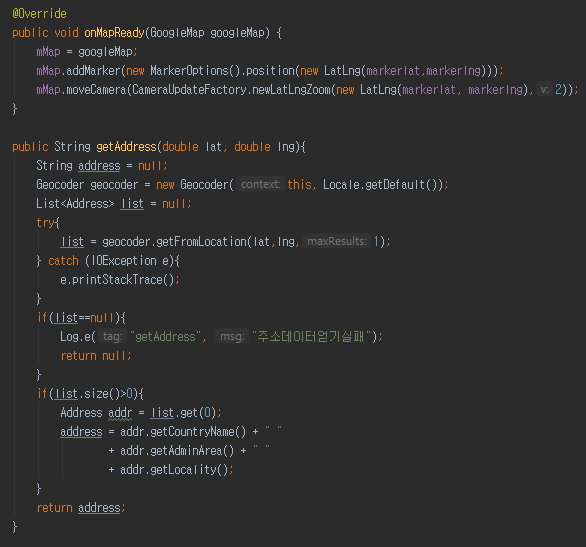 @Override
public void onMapReady(GoogleMap googleMap) {
mMap = googleMap;
mMap.addMarker(new MarkerOptions().position(new LatLng(markerlat,markerlng)));
mMap.moveCamera(CameraUpdateFactory.newLatLngZoom(new LatLng(markerlat, markerlng), v: 2));
}
public String getAddress(double lat, double lng){
String address = null;
Geocoder geocoder = new Geocoder( context: this, Locale.getDefault());
List<Address> list = null;
try{
list = geocoder.getFromLocation(lat,lng, maxResults: 1);
} catch (IOException e){
e.printStackTrace();
}
if(list==null){
Log.e( tag: "getAddress", msg: "주소데이터얻기실패");
return null;
}
if(list.size()>0){
Address addr = list.get(0);
address = addr.getCountryName() + " "
+ addr.getAdminArea() + " "
+ addr.getLocality();
}
return address;
}